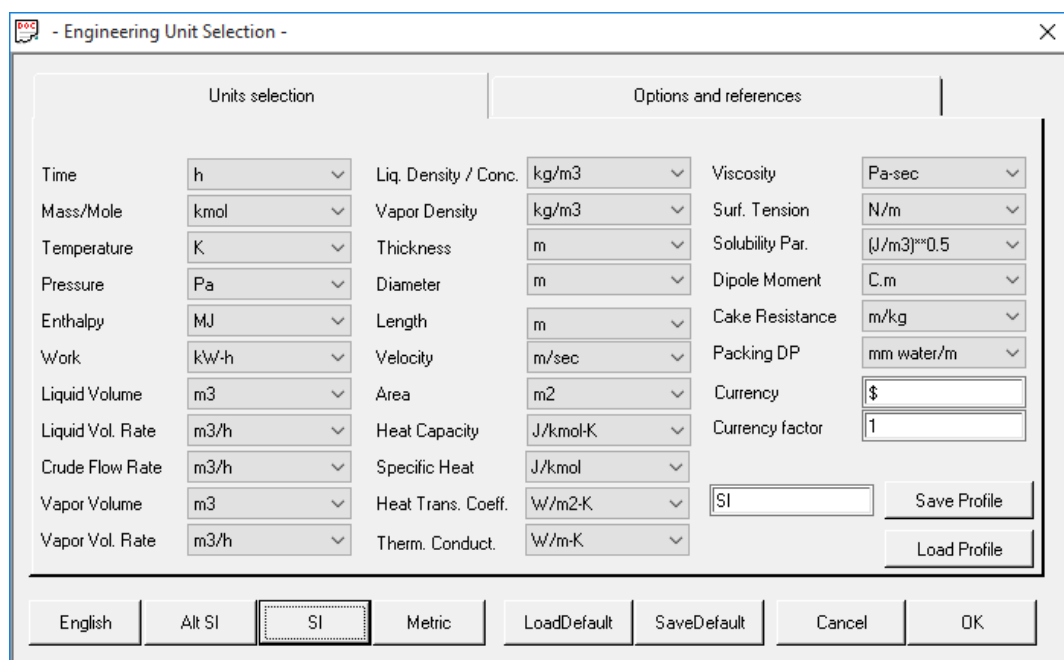 DOC
- Engineering Unit Selection -
Units selection
Options and references
Time h
Mass/Mole kmol
Temperature K
Pressure Pa
Enthalpy MJ
Work kW-h
Liquid Volume m3
Liquid Vol. Rate m3/h
Crude Flow Rate m3/h
Vapor Volume m3
Vapor Vol. Rate m3/h
Liq. Density / Conc. kg/m3
Vapor Density kg/m3
Thickness m
Diameter m
Length m
Velocity m/sec
Area m2
Heat Capacity J/kmol-K
Specific Heat J/kmol
Heat Trans. Coeff. W/m2-K
Therm. Conduct. W/m-K
Viscosity Pa-sec
Surf. Tension N/m
Solubility Par. (J/m3)**0.5
Dipole Moment C.m
Cake Resistance m/kg
Packing DP mm water/m
Currency $
Currency factor 1
SI Save Profile
Load Profile
English Alt SI SI Metric LoadDefault SaveDefault Cancel OK